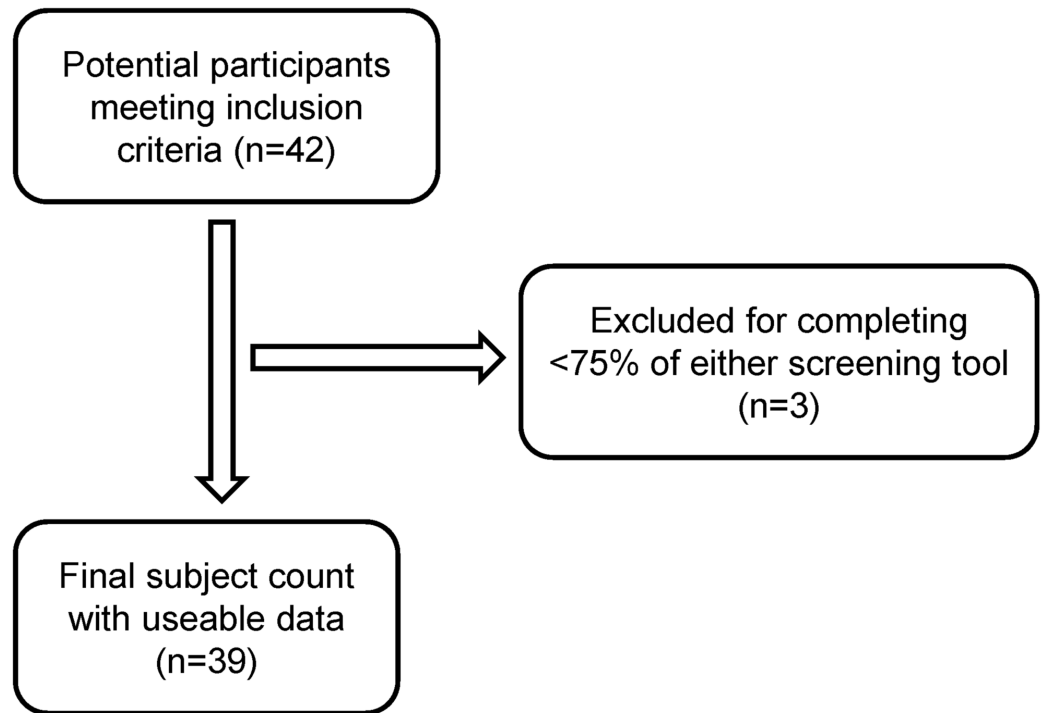 Potential participants
meeting inclusion
criteria (n=42)
Excluded for completing
<75% of either screening tool
(n=3)
Final subject count
with useable data
(n=39)